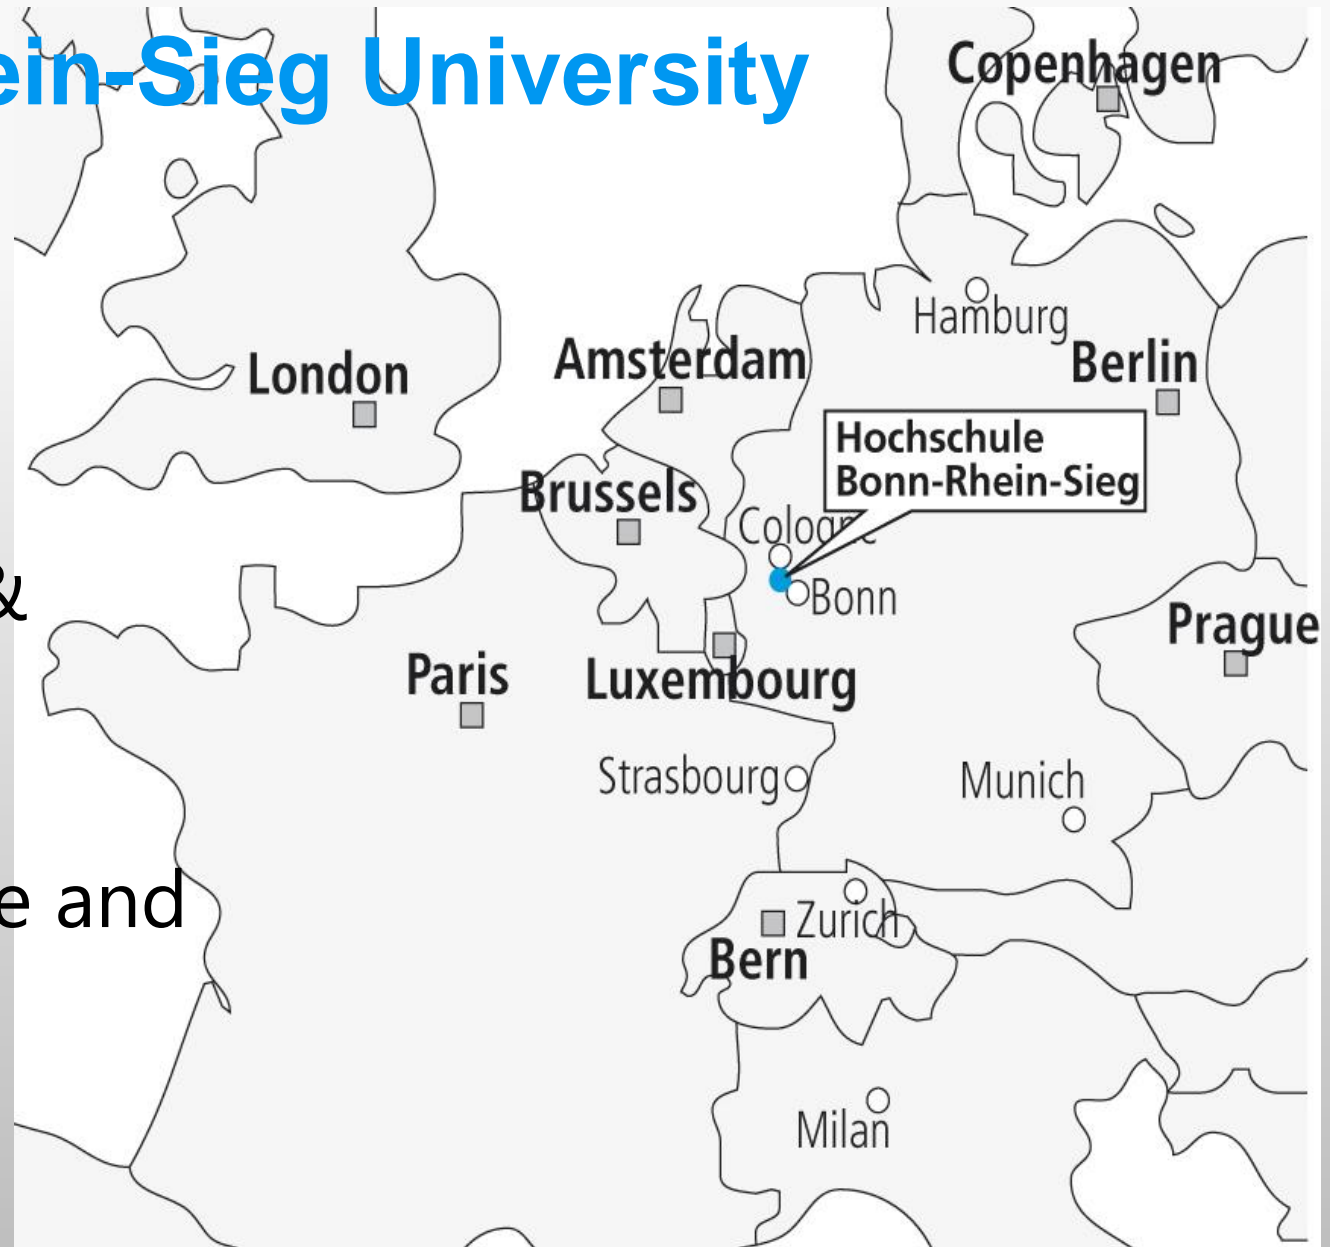 ein-Sieg University
Copenhagen
Hamburg
Amsterdam
Berlin
London
Hochschule
Bonn-Rhein-Sieg
Brussels
Cologne
&
Bonn
Prague
Paris
Luxembourg
Strasbourg
Munich
e and
Zurich
Bern
Milan